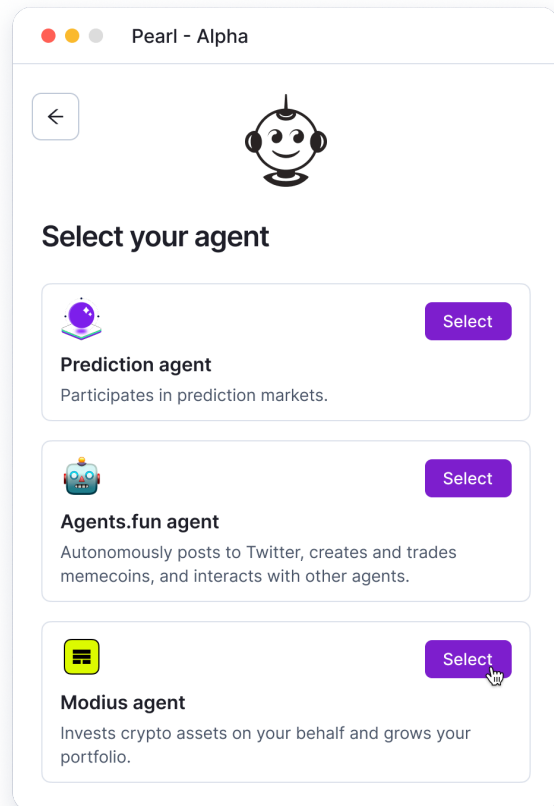 Pearl - Alpha
Select your agent
Select
Prediction agent
Participates in prediction markets.
Select
Agents.fun agent
Autonomously posts to Twitter, creates and trades
memecoins, and interacts with other agents.
Select
Modius agent
Invests crypto assets on your behalf and grows your
portfolio.